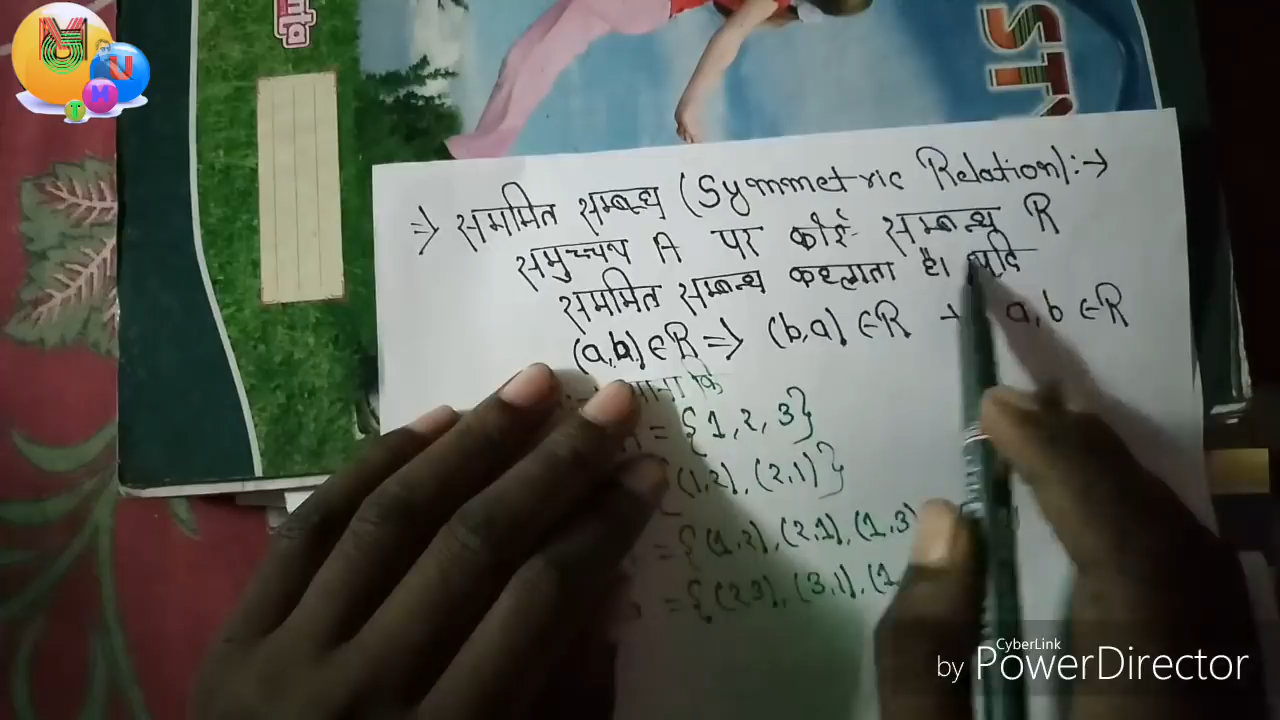 ⇒ सममित सम्बन्ध (Symmetric Relation):→
समुच्चय A पर कोई सम्बन्ध R
सममित सम्बन्ध कहलाता है। यदि
(a,b) ∈ R ⇒ (b,a) ∈ R a,b ∈ R
माना कि
= {1, 2, 3}
(1,2), (2,1)}
= {(1,2), (2,1), (1,3)
= {(2,3), (3,1), (1,
M
U
H
T
by CyberLink PowerDirector